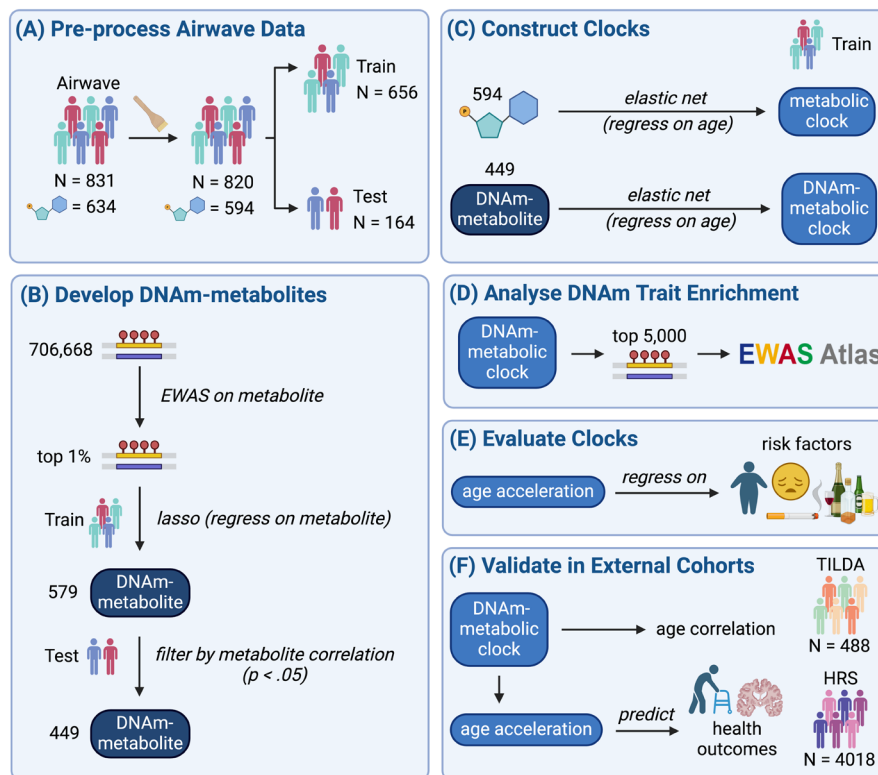 (A) Pre-process Airwave Data
Airwave
N = 831
= 634
N = 820
= 594
Train
N = 656
Test
N = 164
(B) Develop DNAm-metabolites
706,668
EWAS on metabolite
top 1%
Train
lasso (regress on metabolite)
579
DNAm-
metabolite
Test
filter by metabolite correlation
(p < .05)
449
DNAm-
metabolite
(C) Construct Clocks
Train
594
P
elastic net
(regress on age)
metabolic
clock
449
DNAm-
metabolite
elastic net
(regress on age)
DNAm-
metabolic
clock
(D) Analyse DNAm Trait Enrichment
DNAm-
metabolic
clock
top 5,000
EWAS Atlas
(E) Evaluate Clocks
age acceleration
regress on
risk factors
(F) Validate in External Cohorts
DNAm-
metabolic
clock
age correlation
TILDA
N = 488
age acceleration
predict
health
outcomes
HRS
N = 4018